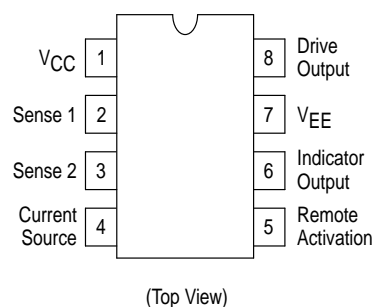 VCC 1
Sense 1 2
Sense 2 3
Current
Source 4
8 Drive
Output
7 VEE
6 Indicator
Output
5 Remote
Activation
(Top View)